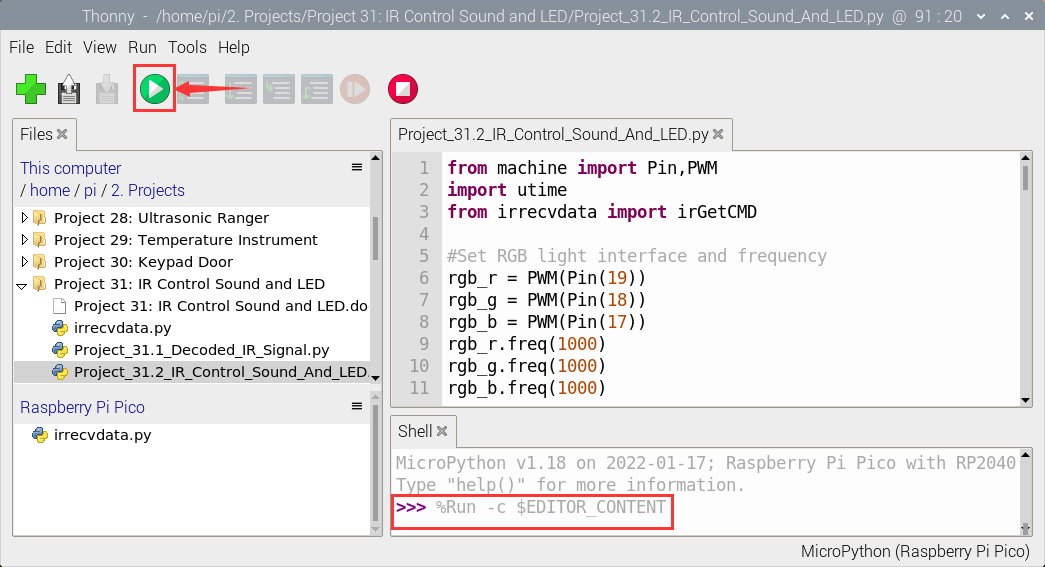 Thonny - /home/pi/2. Projects/Project 31: IR Control Sound and LED/Project_31.2_IR_Control_Sound_And_LED.py @ 91 : 20
File Edit View Run Tools Help
Files
This computer
/ home / pi / 2. Projects
Project 28: Ultrasonic Ranger
Project 29: Temperature Instrument
Project 30: Keypad Door
Project 31: IR Control Sound and LED
Project 31: IR Control Sound and LED.do
irrecvdata.py
Project_31.1_Decoded_IR_Signal.py
Project_31.2_IR_Control_Sound_And_LED.
Raspberry Pi Pico
irrecvdata.py
Project_31.2_IR_Control_Sound_And_LED.py
1 from machine import Pin,PWM
2 import utime
3 from irrecvdata import irGetCMD
4
5 #Set RGB light interface and frequency
6 rgb_r = PWM(Pin(19))
7 rgb_g = PWM(Pin(18))
8 rgb_b = PWM(Pin(17))
9 rgb_r.freq(1000)
10 rgb_g.freq(1000)
11 rgb_b.freq(1000)
Shell
MicroPython v1.18 on 2022-01-17; Raspberry Pi Pico with RP2040
Type "help()" for more information.
>>> %Run -c $EDITOR_CONTENT
MicroPython (Raspberry Pi Pico)